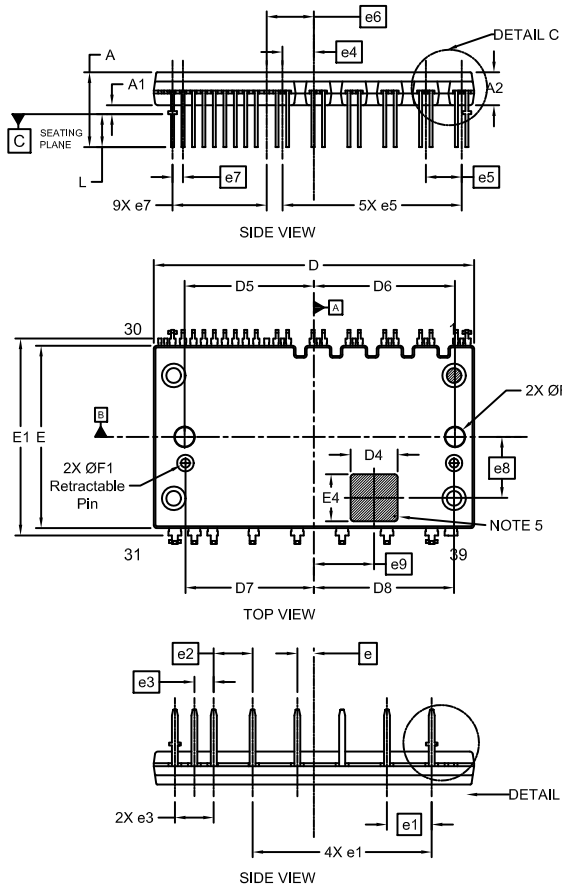 e6
A
e4
DETAIL C
A1
A2
C
SEATING
PLANE
L
e7
e5
9X e7
5X e5
SIDE VIEW
D
D5
D6
A
30
1
B
2X ØF
E1
E
2X ØF1
Retractable
Pin
D4
e8
E4
NOTE 5
31
39
e9
D7
D8
TOP VIEW
e2
e
e3
DETAIL
2X e3
e1
4X e1
SIDE VIEW